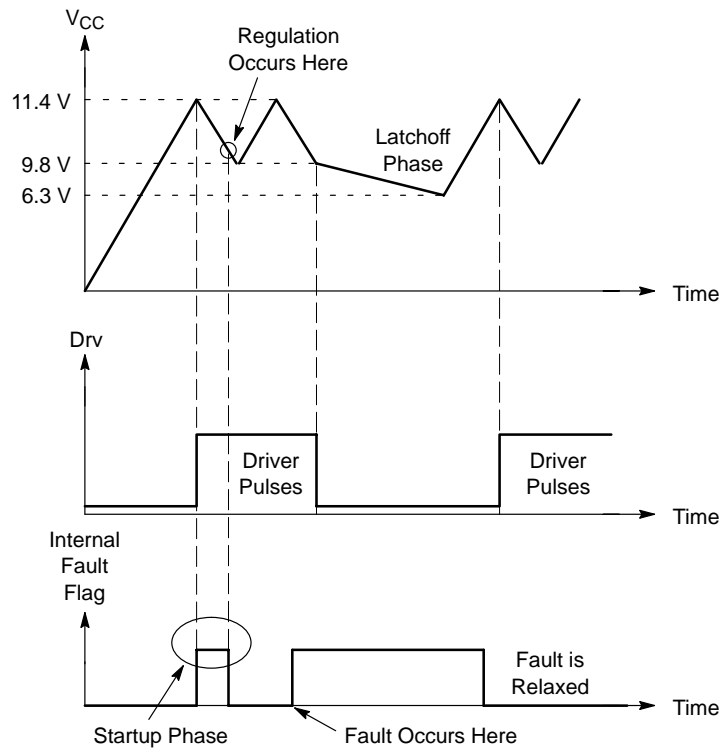 V_CC
Regulation
Occurs Here
11.4 V
9.8 V
6.3 V
Latchoff
Phase
Time
Drv
Driver
Pulses
Driver
Pulses
Time
Internal
Fault
Flag
Fault is
Relaxed
Time
Startup Phase
Fault Occurs Here